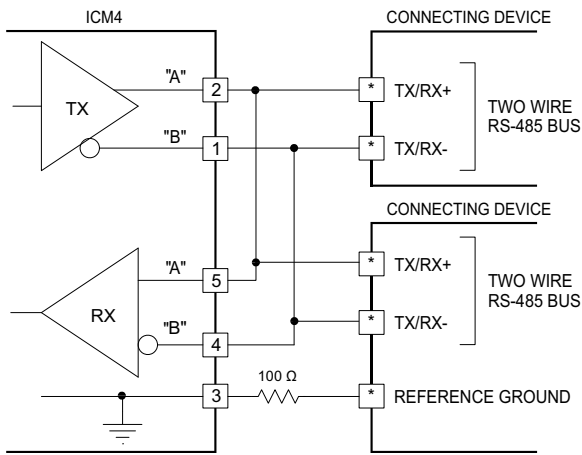 ICM4
CONNECTING DEVICE
TX
"A"
2
*
TX/RX+
TWO WIRE
RS-485 BUS
"B"
1
*
TX/RX-
CONNECTING DEVICE
RX
"A"
5
*
TX/RX+
TWO WIRE
RS-485 BUS
"B"
4
*
TX/RX-
3
100 Ω
*
REFERENCE GROUND